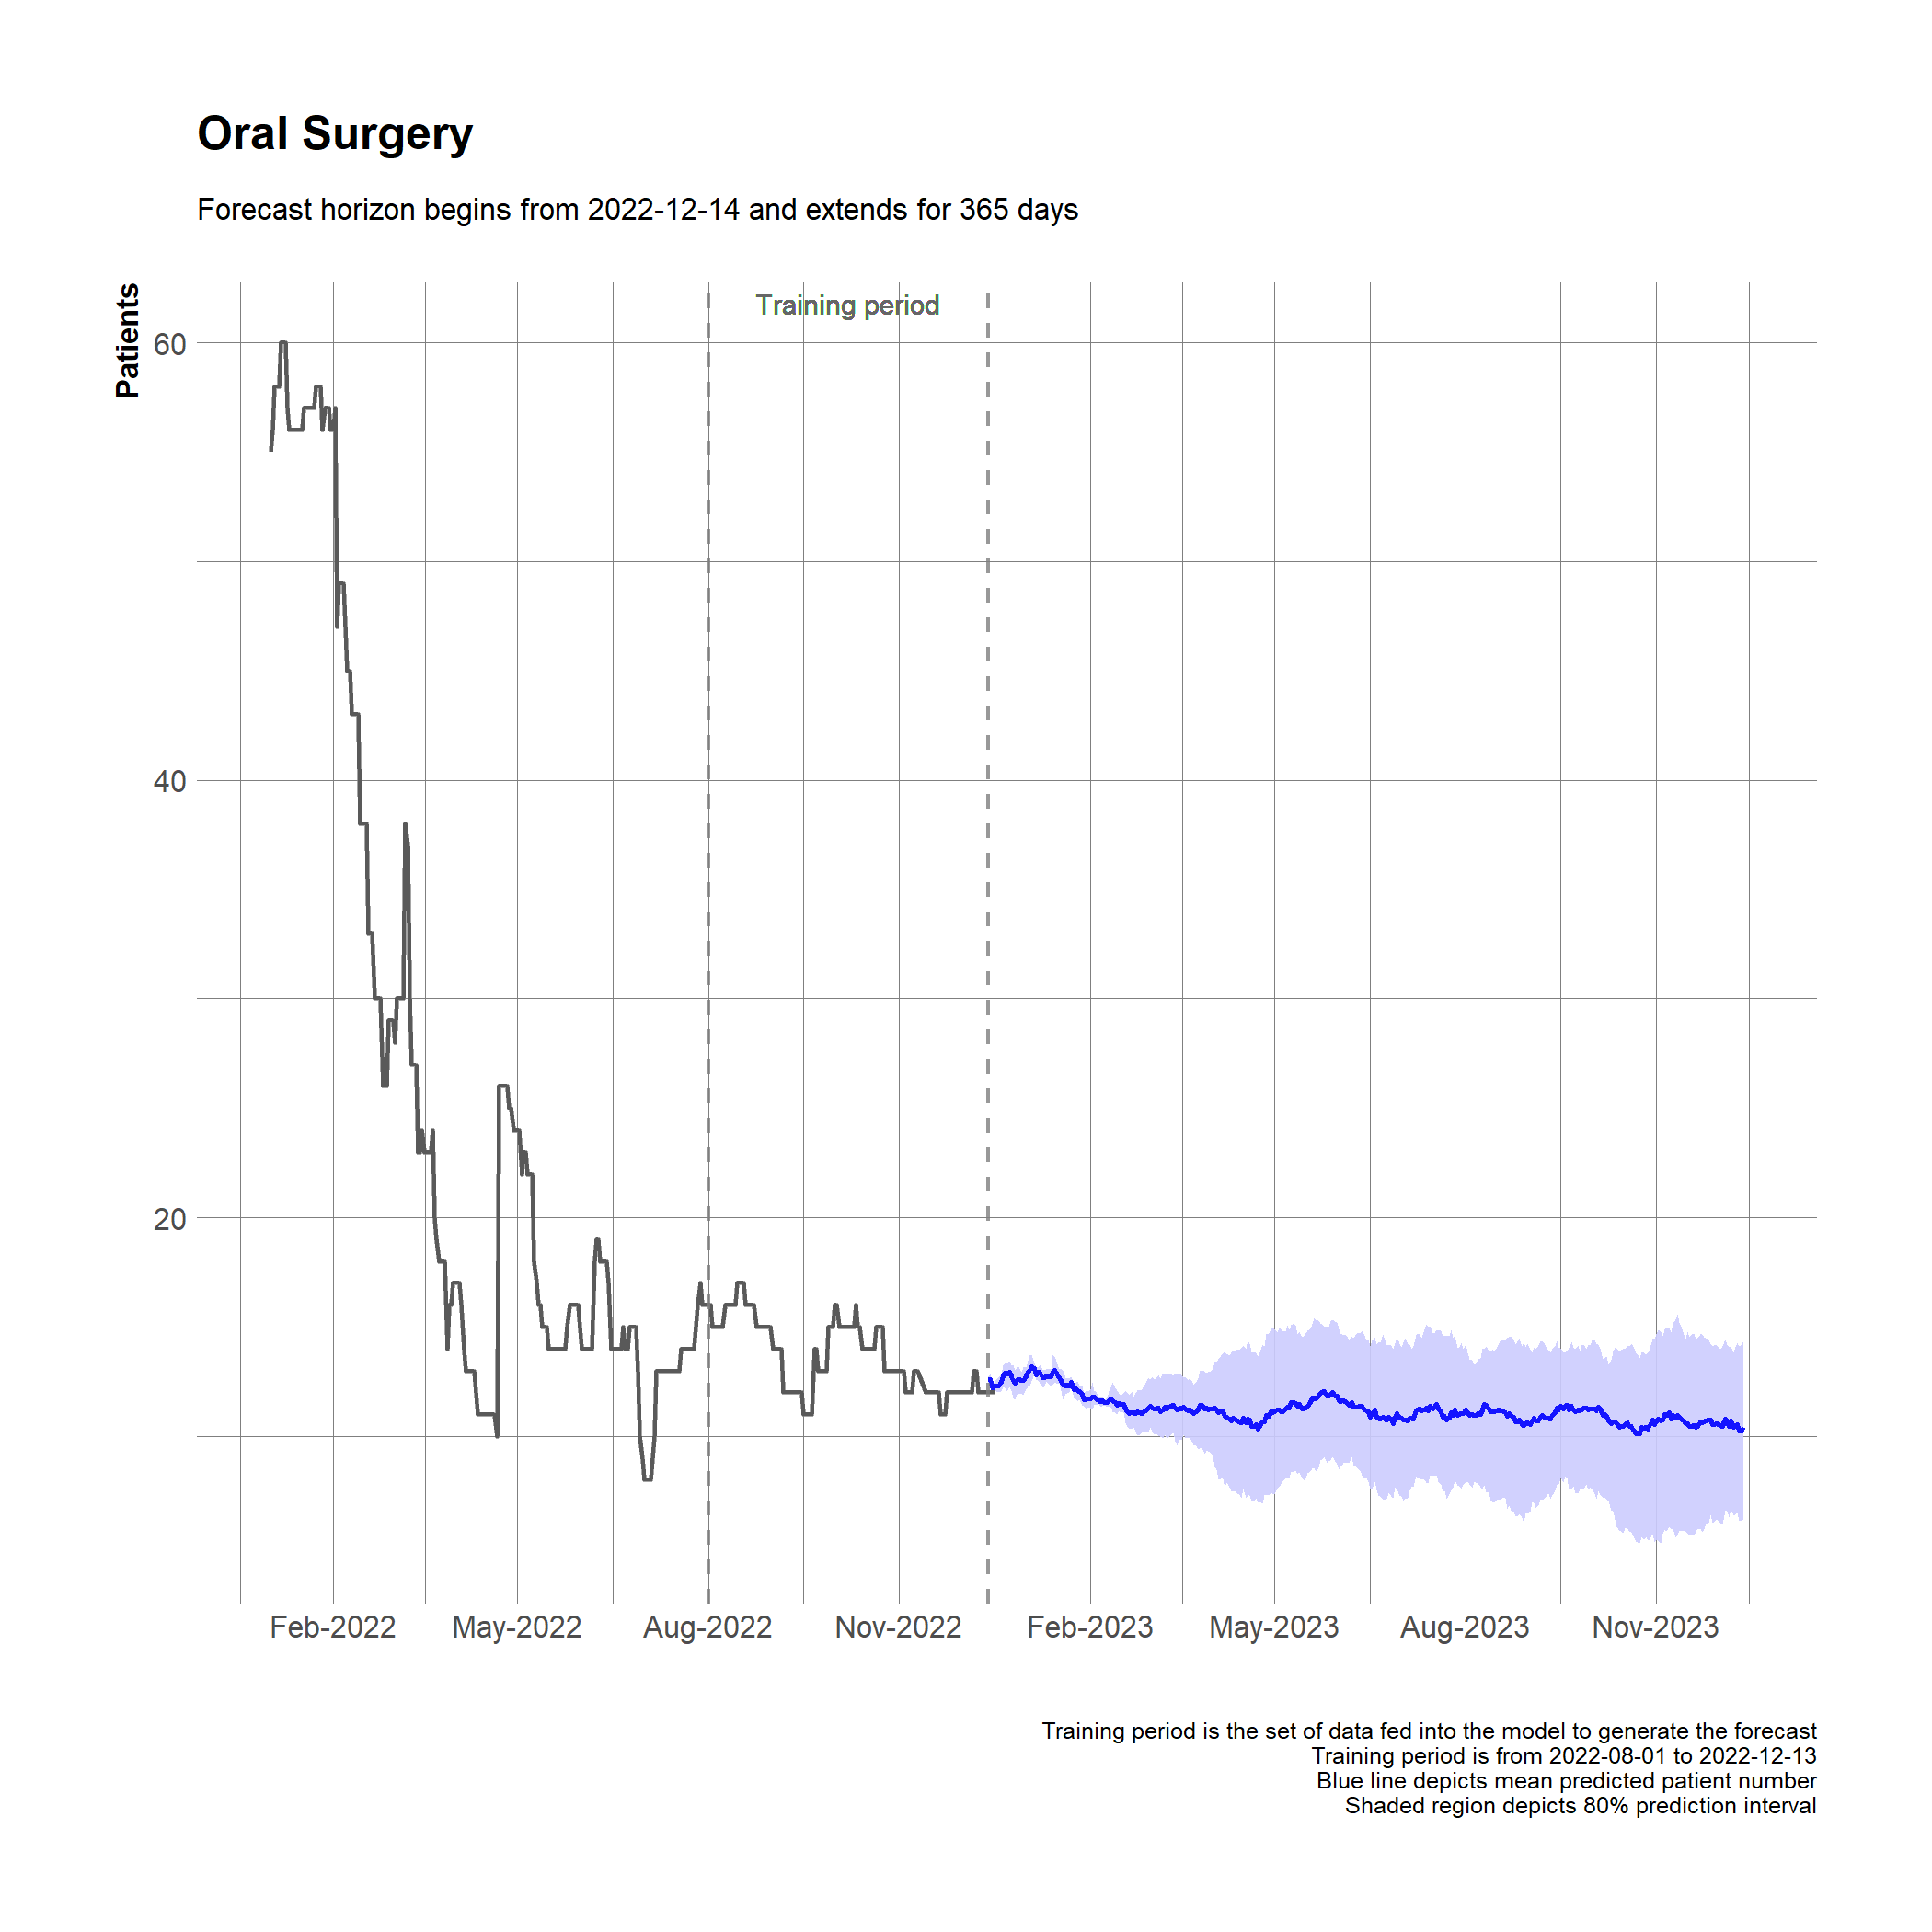 Oral Surgery
Forecast horizon begins from 2022-12-14 and extends for 365 days
Patients
Training period
60
40
20
Feb-2022 May-2022 Aug-2022 Nov-2022 Feb-2023 May-2023 Aug-2023 Nov-2023
Training period is the set of data fed into the model to generate the forecast
Training period is from 2022-08-01 to 2022-12-13
Blue line depicts mean predicted patient number
Shaded region depicts 80% prediction interval